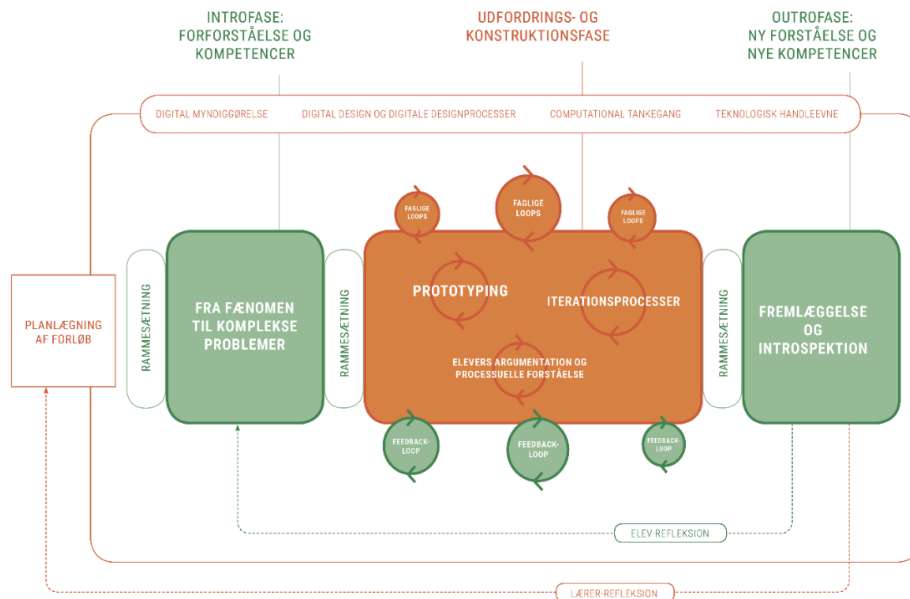 INTROFASE:
FORFORSTÅELSE OG
KOMPETENCER
UDFORDRINGS- OG
KONSTRUKTIONSFASE
OUTROFASE:
NY FORSTÅELSE OG
NYE KOMPETENCER
DIGITAL MYNDIGGØRELSE
DIGITAL DESIGN OG DIGITALE DESIGNPROCESSER
COMPUTATIONAL TANKEGANG
TEKNOLOGISK HANDLEEVNE
FAGLIGE
LOOPS
FAGLIGE
LOOPS
FAGLIGE
LOOPS
PLANLÆGNING
AF FORLØB
RAMMESÆTNING
FRA FÆNOMEN
TIL KOMPLEKSE
PROBLEMER
RAMMESÆTNING
PROTOTYPING
ITERATIONSPROCESSER
ELEVERS ARGUMENTATION OG
PROCESSUELLE FORSTÅELSE
RAMMESÆTNING
FREMLÆGGELSE
OG
INTROSPEKTION
FEEDBACK-
LOOP
FEEDBACK-
LOOP
FEEDBACK-
LOOP
ELEV-REFLEKSION
LÆRER-REFLEKSION